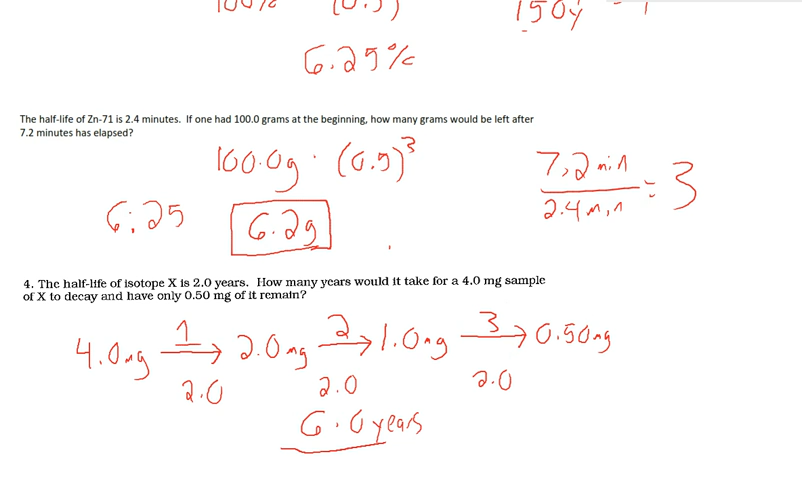 100% (0.5)
150y
6.25%
The half-life of Zn-71 is 2.4 minutes. If one had 100.0 grams at the beginning, how many grams would be left after
7.2 minutes has elapsed?
100.0g · (0.5)^3
7.2 min / 2.4 min = 3
6.25 6.2g
4. The half-life of isotope X is 2.0 years. How many years would it take for a 4.0 mg sample
of X to decay and have only 0.50 mg of it remain?
4.0mg 1→ 2.0mg 2→ 1.0mg 3→ 0.50mg
2.0 2.0 2.0
6.0 years